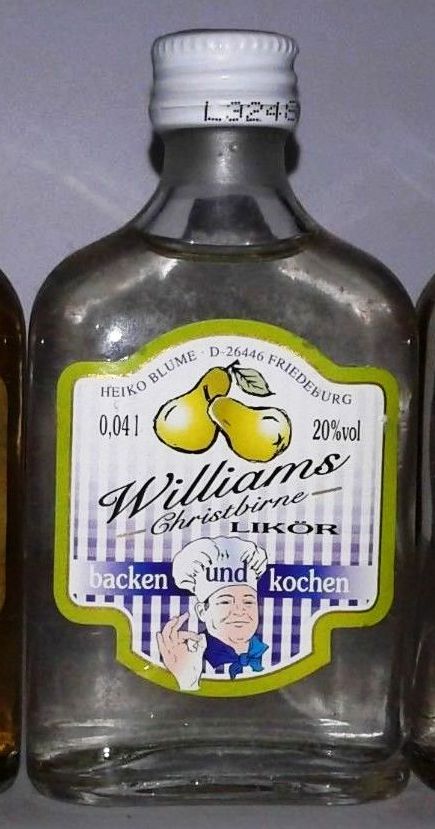 L3248
HEIKO BLUME · D-26446 FRIEDEBURG
0,04 l
20%vol
Williams
Christbirne
LIKÖR
backen und kochen